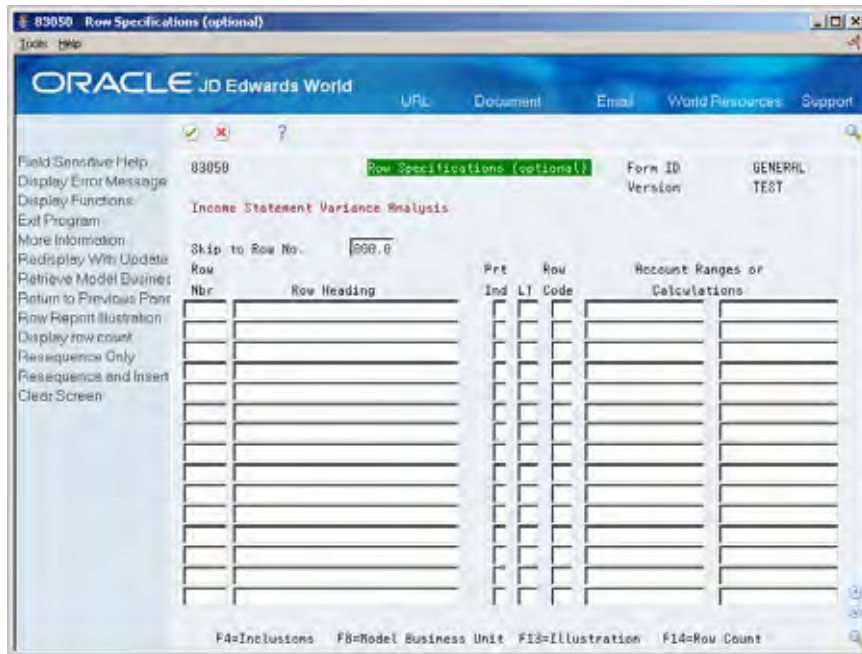 83050 Row Specifications (optional)
Tools Help
ORACLE JD Edwards World
URL Document Email World Resources Support
?
Field Sensitive Help
Display Error Message
Display Functions
Exit Program
More Information
Redisplay With Update
Retrieve Model Busines
Return to Previous Pane
Row Report Illustration
Display row count
Resequence Only
Resequence and Insert
Clear Screen
83050 Row Specifications (optional) Form ID GENERAL
Version TEST
Income Statement Variance Analysis
Skip to Row No. 000.0
Row Prt Row Account Ranges or
Nbr Row Heading Ind LT Code Calculations
F4=Inclusions F8=Model Business Unit F13=Illustration F14=Row Count